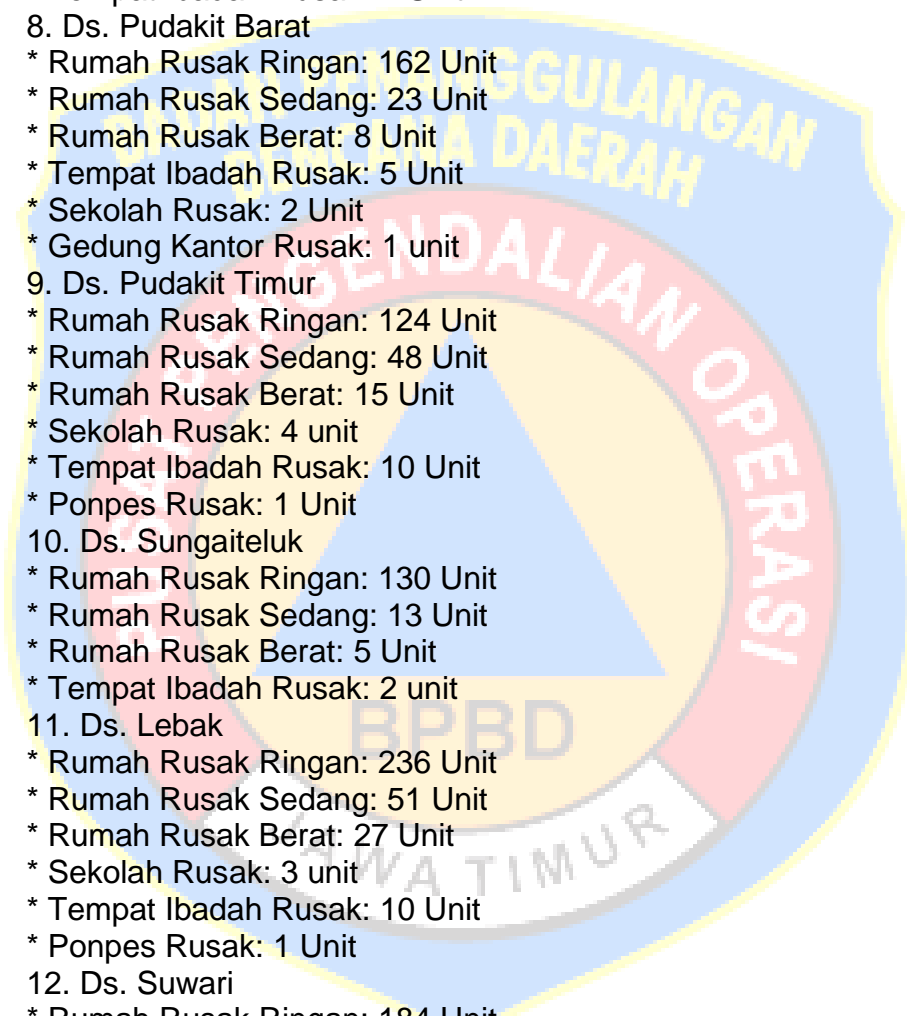 8. Ds. Pudakit Barat
* Rumah Rusak Ringan: 162 Unit
* Rumah Rusak Sedang: 23 Unit
* Rumah Rusak Berat: 8 Unit
* Tempat Ibadah Rusak: 5 Unit
* Sekolah Rusak: 2 Unit
* Gedung Kantor Rusak: 1 unit
9. Ds. Pudakit Timur
* Rumah Rusak Ringan: 124 Unit
* Rumah Rusak Sedang: 48 Unit
* Rumah Rusak Berat: 15 Unit
* Sekolah Rusak: 4 unit
* Tempat Ibadah Rusak: 10 Unit
* Ponpes Rusak: 1 Unit
10. Ds. Sungaiteluk
* Rumah Rusak Ringan: 130 Unit
* Rumah Rusak Sedang: 13 Unit
* Rumah Rusak Berat: 5 Unit
* Tempat Ibadah Rusak: 2 unit
11. Ds. Lebak
* Rumah Rusak Ringan: 236 Unit
* Rumah Rusak Sedang: 51 Unit
* Rumah Rusak Berat: 27 Unit
* Sekolah Rusak: 3 unit
* Tempat Ibadah Rusak: 10 Unit
* Ponpes Rusak: 1 Unit
12. Ds. Suwari
* Rumah Rusak Ringan: 184 Unit
BADAN PENANGGULANGAN
BENCANA DAERAH
PUSAT PENGENDALIAN OPERASI
BPBD
JAWA TIMUR